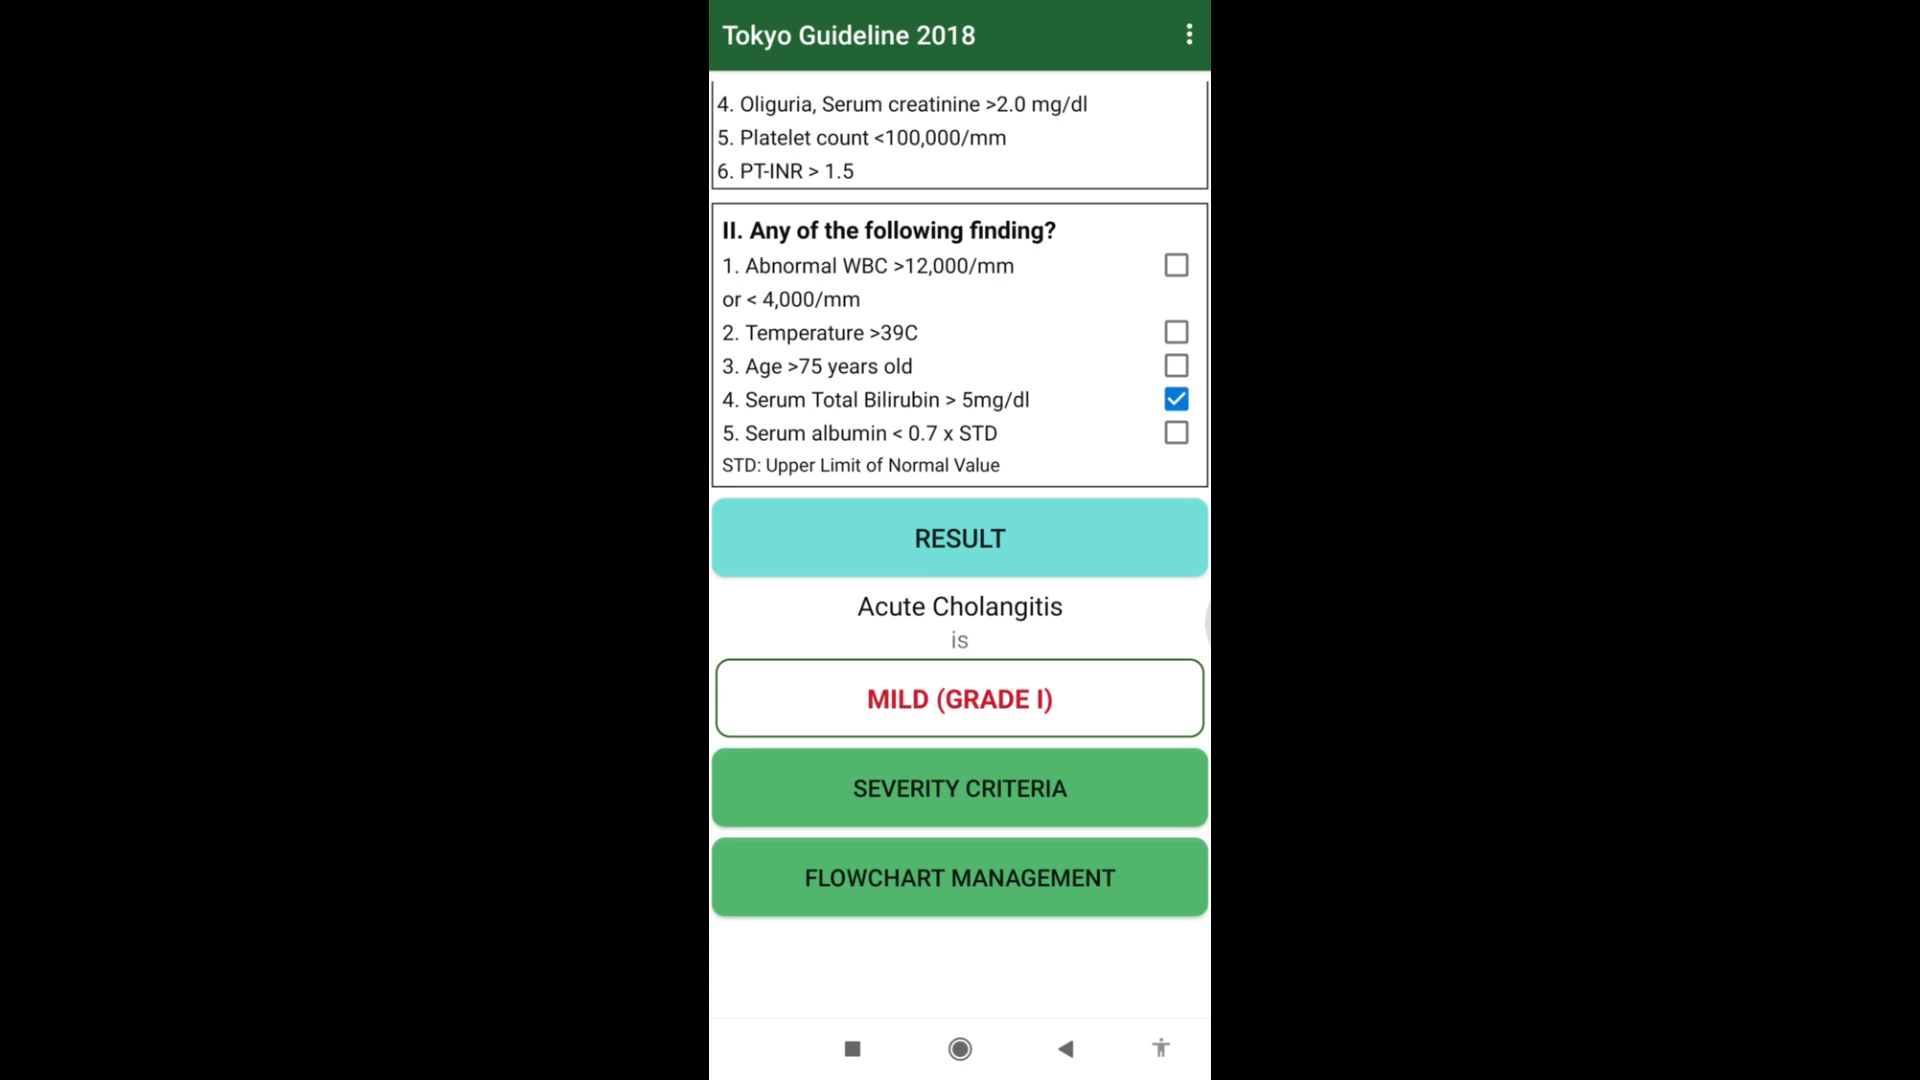 Tokyo Guideline 2018
4. Oliguria, Serum creatinine >2.0 mg/dl
5. Platelet count <100,000/mm
6. PT-INR > 1.5
II. Any of the following finding?
1. Abnormal WBC >12,000/mm
or < 4,000/mm
2. Temperature >39C
3. Age >75 years old
4. Serum Total Bilirubin > 5mg/dl
5. Serum albumin < 0.7 x STD
STD: Upper Limit of Normal Value
RESULT
Acute Cholangitis
is
MILD (GRADE I)
SEVERITY CRITERIA
FLOWCHART MANAGEMENT